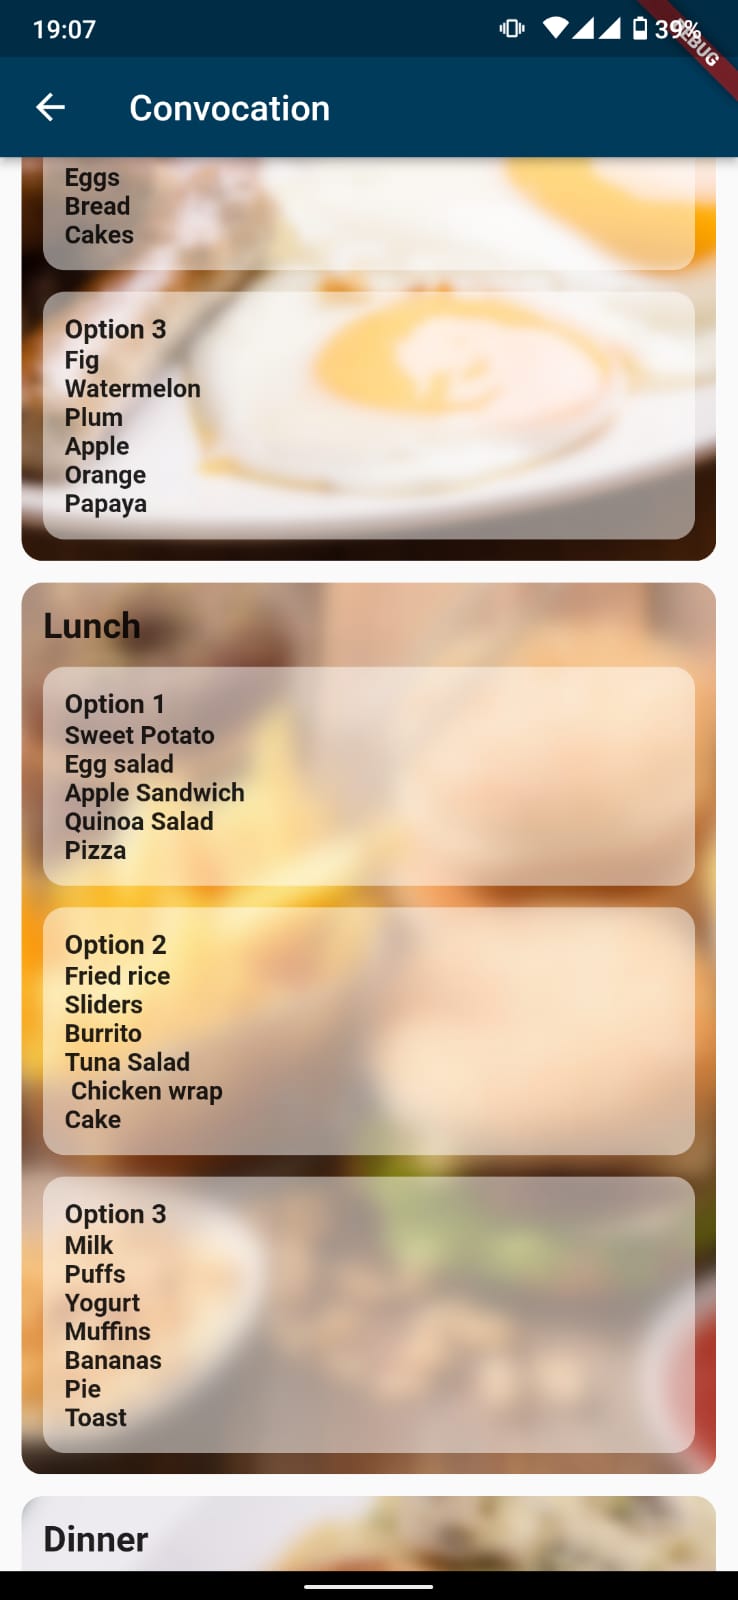 19:07
39%
Convocation
Eggs
Bread
Cakes
Option 3
Fig
Watermelon
Plum
Apple
Orange
Papaya
Lunch
Option 1
Sweet Potato
Egg salad
Apple Sandwich
Quinoa Salad
Pizza
Option 2
Fried rice
Sliders
Burrito
Tuna Salad
Chicken wrap
Cake
Option 3
Milk
Puffs
Yogurt
Muffins
Bananas
Pie
Toast
Dinner